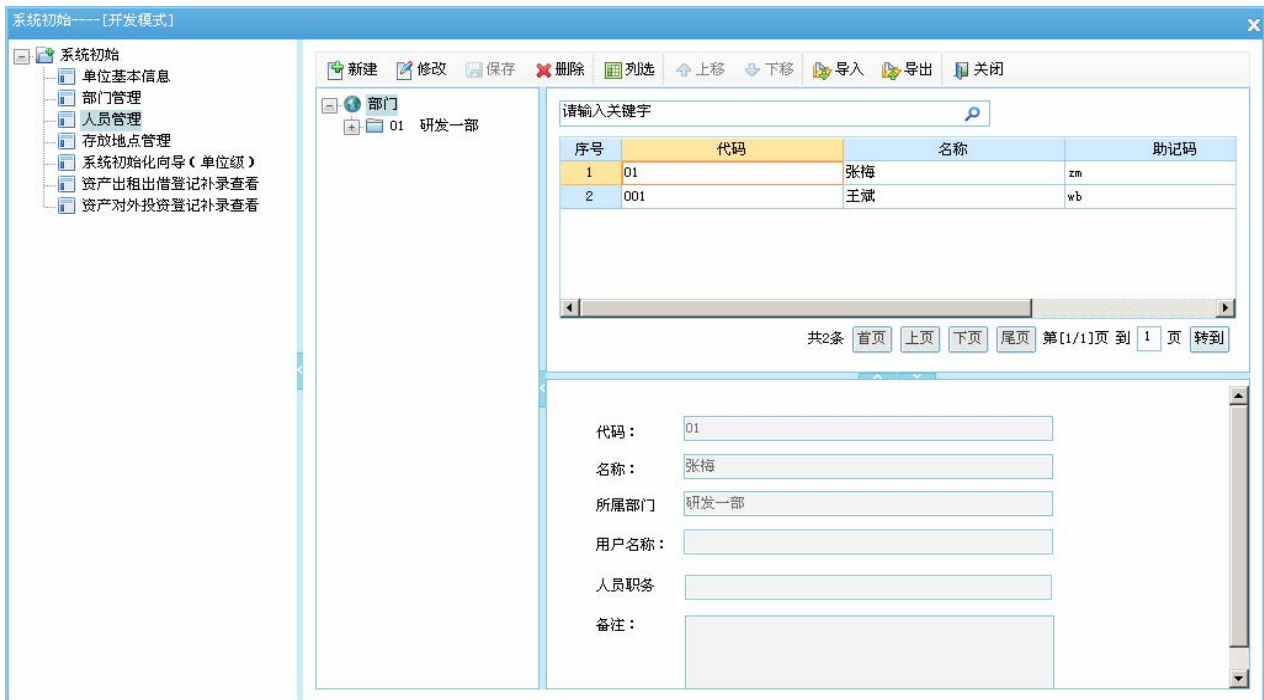 系统初始----[开发模式]
系统初始
单位基本信息
部门管理
人员管理
存放地点管理
系统初始化向导(单位级)
资产出租出借登记补录查看
资产对外投资登记补录查看
新建 修改 保存 删除 列选 上移 下移 导入 导出 关闭
部门
01 研发一部
请输入关键字
序号 代码 名称 助记码
1 01 张梅 zm
2 001 王斌 wb
共2条 首页 上页 下页 尾页 第[1/1]页 到 1 页 转到
代码: 01
名称: 张梅
所属部门 研发一部
用户名称:
人员职务
备注: